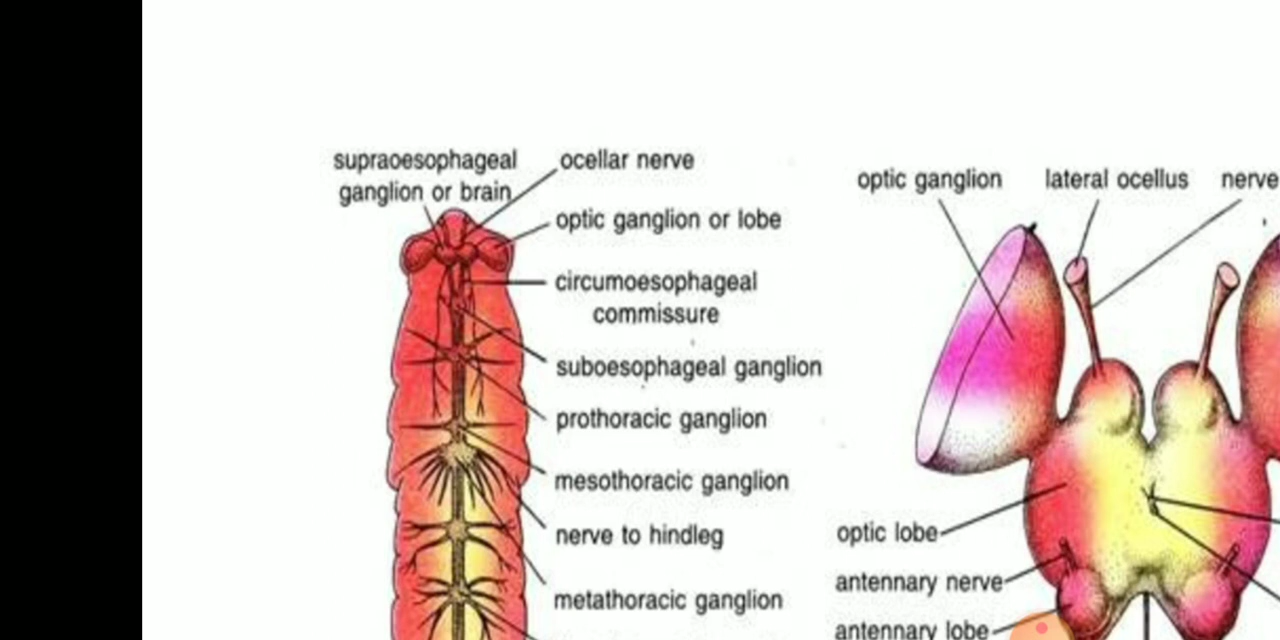 supraoesophageal
ganglion or brain
ocellar nerve
optic ganglion or lobe
circumoesophageal
commissure
suboesophageal ganglion
prothoracic ganglion
mesothoracic ganglion
nerve to hindleg
metathoracic ganglion
optic ganglion
lateral ocellus
nerve
optic lobe
antennary nerve
antennary lobe